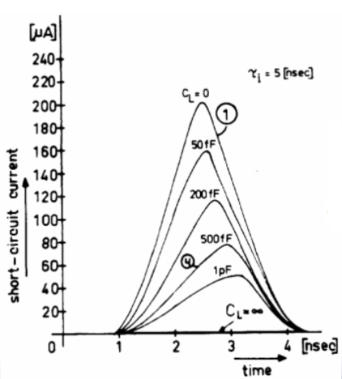 [µA]
240
220
200
180
160
140
120
100
80
60
40
20
0
short-circuit current
τi = 5 [nsec]
CL=0
1
50fF
200fF
500fF
4
1pF
CL=∞
1 2 3 4 [nsec]
time